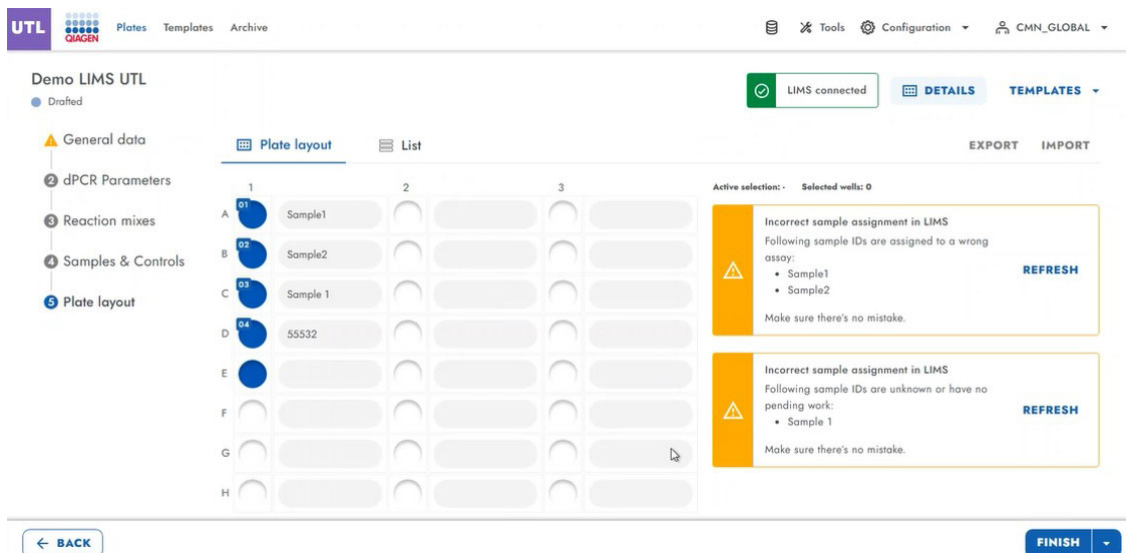 UTL
QIAGEN
Plates Templates Archive
Tools Configuration CMN_GLOBAL
Demo LIMS UTL
Drafted
LIMS connected
DETAILS
TEMPLATES
General data
2 dPCR Parameters
3 Reaction mixes
4 Samples & Controls
5 Plate layout
Plate layout
List
EXPORT IMPORT
1 2 3
A 01 Sample1
B 02 Sample2
C 03 Sample 1
D 04 55532
E
F
G
H
Active selection: - Selected wells: 0
Incorrect sample assignment in LIMS
Following sample IDs are assigned to a wrong
assay:
• Sample1
• Sample2
Make sure there's no mistake.
REFRESH
Incorrect sample assignment in LIMS
Following sample IDs are unknown or have no
pending work:
• Sample 1
Make sure there's no mistake.
REFRESH
BACK
FINISH